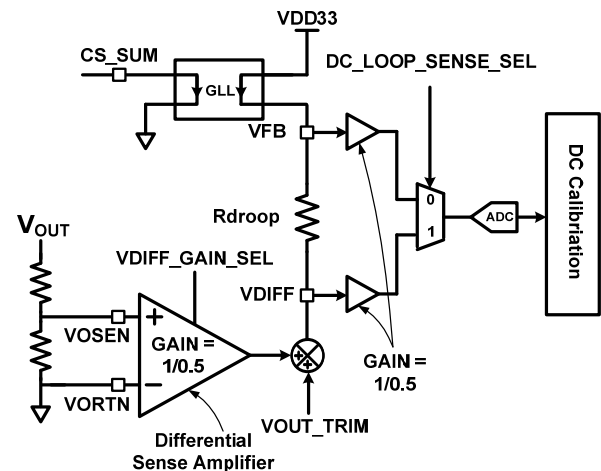 VDD33
CS_SUM
DC_LOOP_SENSE_SEL
GLL
VFB
0
1
ADC
DC Calibriation
Rdroop
VOUT
VDIFF_GAIN_SEL
VDIFF
VOSEN
+
GAIN =
1/0.5
VORTN
−
+
+
GAIN =
1/0.5
VOUT_TRIM
Differential
Sense Amplifier